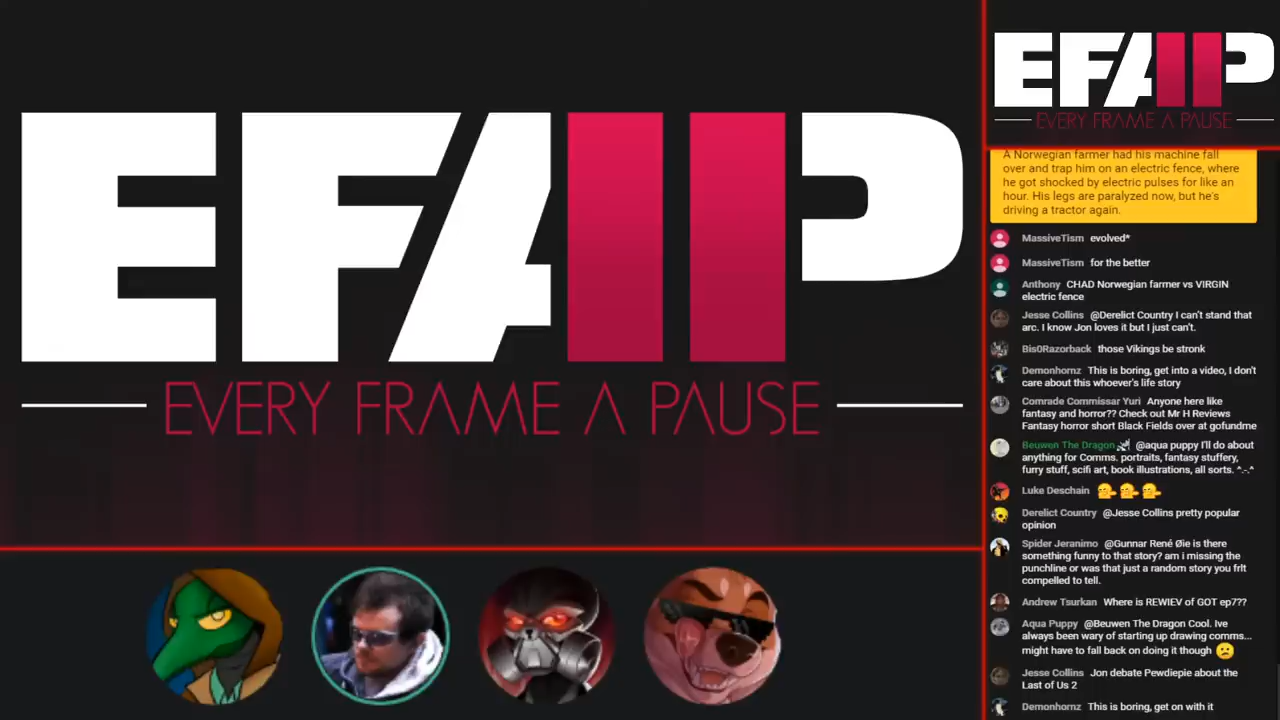 EFAP
EVERY FRAME A PAUSE
EFAP
EVERY FRAME A PAUSE
A Norwegian farmer had his machine fall
over and trap him on an electric fence, where
he got shocked by electric pulses for like an
hour. His legs are paralyzed now, but he's
driving a tractor again.
MassiveTism evolved*
MassiveTism for the better
Anthony CHAD Norwegian farmer vs VIRGIN
electric fence
Jesse Collins @Derelict Country I can't stand that
arc. I know Jon loves it but I just can't.
Bis0Razorback those Vikings be stronk
Demonhornz This is boring, get into a video, I don't
care about this whoever's life story
Comrade Commissar Yuri Anyone here like
fantasy and horror?? Check out Mr H Reviews
Fantasy horror short Black Fields over at gofundme
Beuwen The Dragon @aqua puppy I'll do about
anything for Comms. portraits, fantasy stuffery,
furry stuff, scifi art, book illustrations, all sorts. ^.-.^
Luke Deschain
Derelict Country @Jesse Collins pretty popular
opinion
Spider Jeranimo @Gunnar René Øie is there
something funny to that story? am i missing the
punchline or was that just a random story you frlt
compelled to tell.
Andrew Tsurkan Where is REWIEV of GOT ep7???
Aqua Puppy @Beuwen The Dragon Cool. Ive
always been wary of starting up drawing comms...
might have to fall back on doing it though
Jesse Collins Jon debate Pewdiepie about the
Last of Us 2
Demonhornz This is boring, get on with it